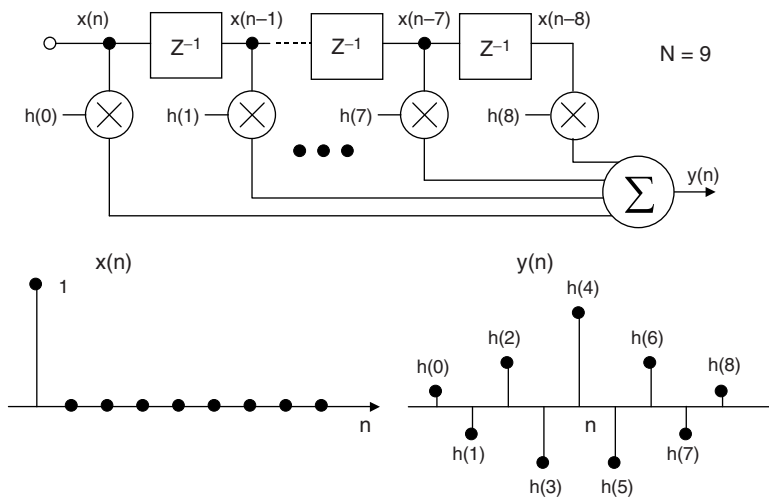 x(n) x(n–1) x(n–7) x(n–8)
Z–1 Z–1 Z–1 N = 9
h(0) h(1) h(7) h(8)
Σ y(n)
x(n) y(n)
1 h(4)
h(2) h(6)
h(0) h(8)
n n
h(1) h(7)
h(3) h(5)